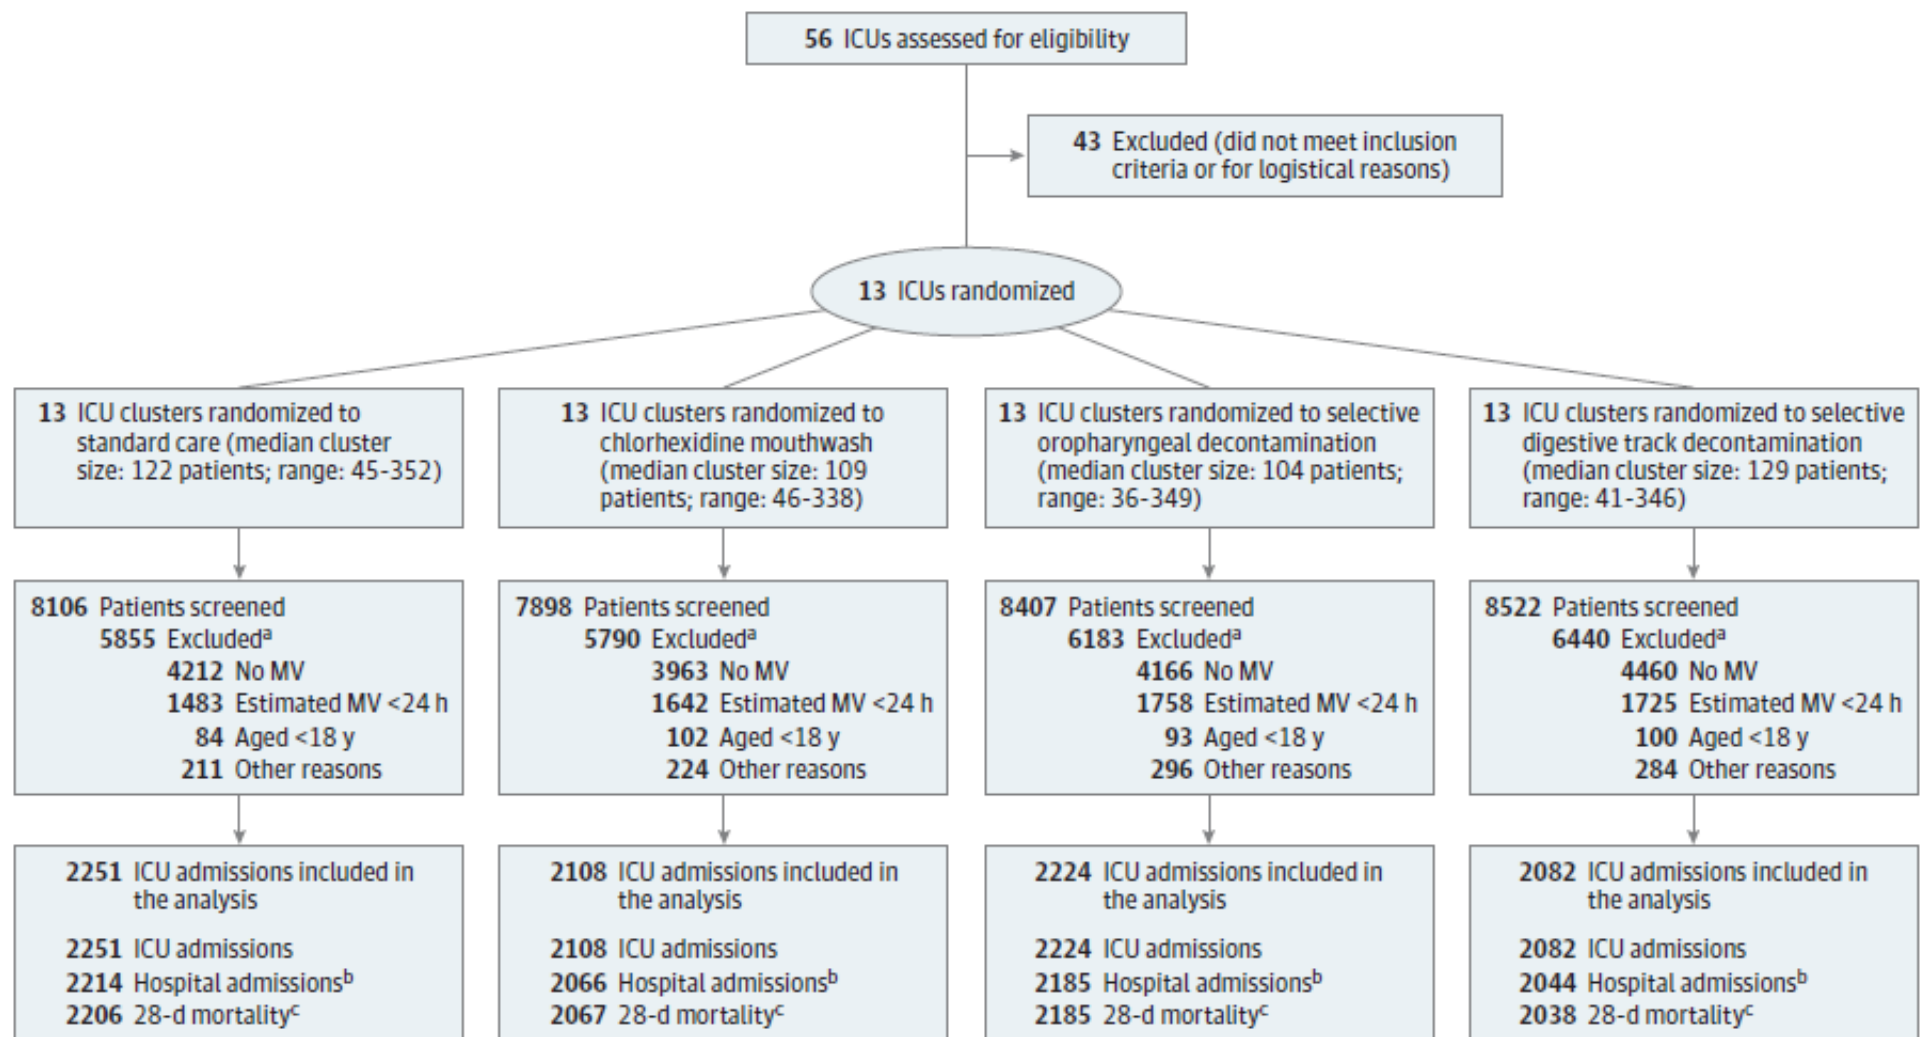 56 ICUs assessed for eligibility
43 Excluded (did not meet inclusion
criteria or for logistical reasons)
13 ICUs randomized
13 ICU clusters randomized to
standard care (median cluster
size: 122 patients; range: 45-352)
13 ICU clusters randomized to
chlorhexidine mouthwash
(median cluster size: 109
patients; range: 46-338)
13 ICU clusters randomized to selective
oropharyngeal decontamination
(median cluster size: 104 patients;
range: 36-349)
13 ICU clusters randomized to selective
digestive track decontamination
(median cluster size: 129 patients;
range: 41-346)
8106 Patients screened
5855 Excludedᵃ
4212 No MV
1483 Estimated MV <24 h
84 Aged <18 y
211 Other reasons
7898 Patients screened
5790 Excludedᵃ
3963 No MV
1642 Estimated MV <24 h
102 Aged <18 y
224 Other reasons
8407 Patients screened
6183 Excludedᵃ
4166 No MV
1758 Estimated MV <24 h
93 Aged <18 y
296 Other reasons
8522 Patients screened
6440 Excludedᵃ
4460 No MV
1725 Estimated MV <24 h
100 Aged <18 y
284 Other reasons
2251 ICU admissions included in
the analysis
2251 ICU admissions
2214 Hospital admissionsᵇ
2206 28-d mortalityᶜ
2108 ICU admissions included in
the analysis
2108 ICU admissions
2066 Hospital admissionsᵇ
2067 28-d mortalityᶜ
2224 ICU admissions included in
the analysis
2224 ICU admissions
2185 Hospital admissionsᵇ
2185 28-d mortalityᶜ
2082 ICU admissions included in
the analysis
2082 ICU admissions
2044 Hospital admissionsᵇ
2038 28-d mortalityᶜ